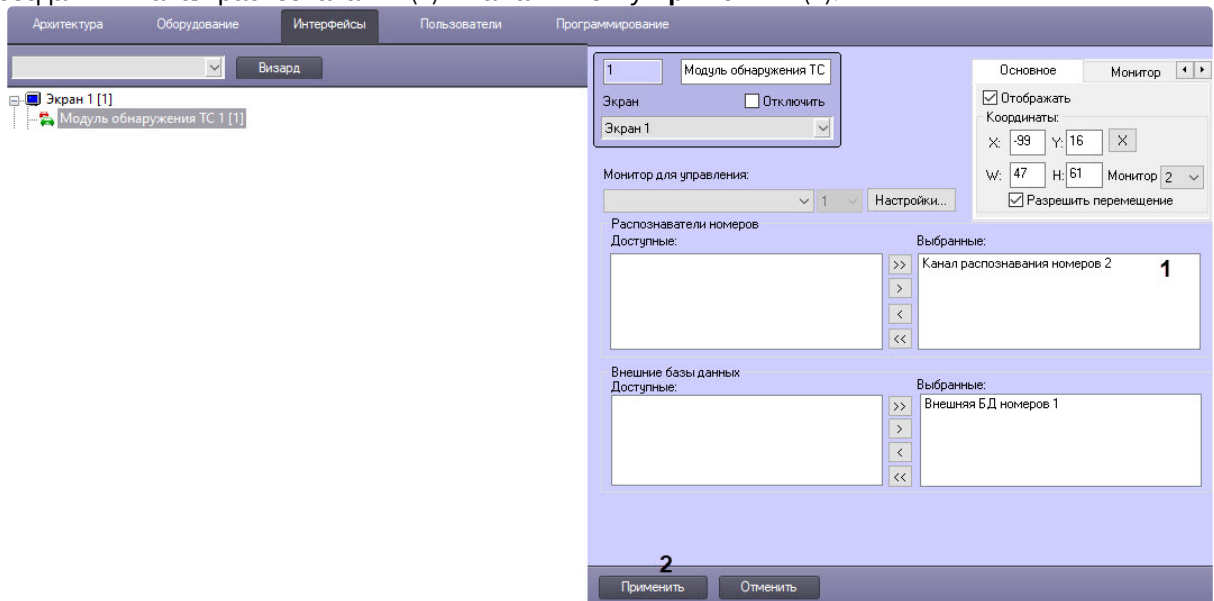 Архитектура Оборудование Интерфейсы Пользователи Программирование
Визард
Экран 1 [1]
Модуль обнаружения ТС 1 [1]
1 Модуль обнаружения ТС
Экран Отключить
Экран 1
Основное Монитор
Отображать
Координаты:
X: -99 Y: 16 X
W: 47 H: 61 Монитор 2
Разрешить перемещение
Монитор для управления:
1 Настройки...
Распознаватели номеров
Доступные: Выбранные:
Канал распознавания номеров 2 1
>>
>
<
<<
Внешние базы данных
Доступные: Выбранные:
Внешняя БД номеров 1
>>
>
<
<<
2
Применить Отменить